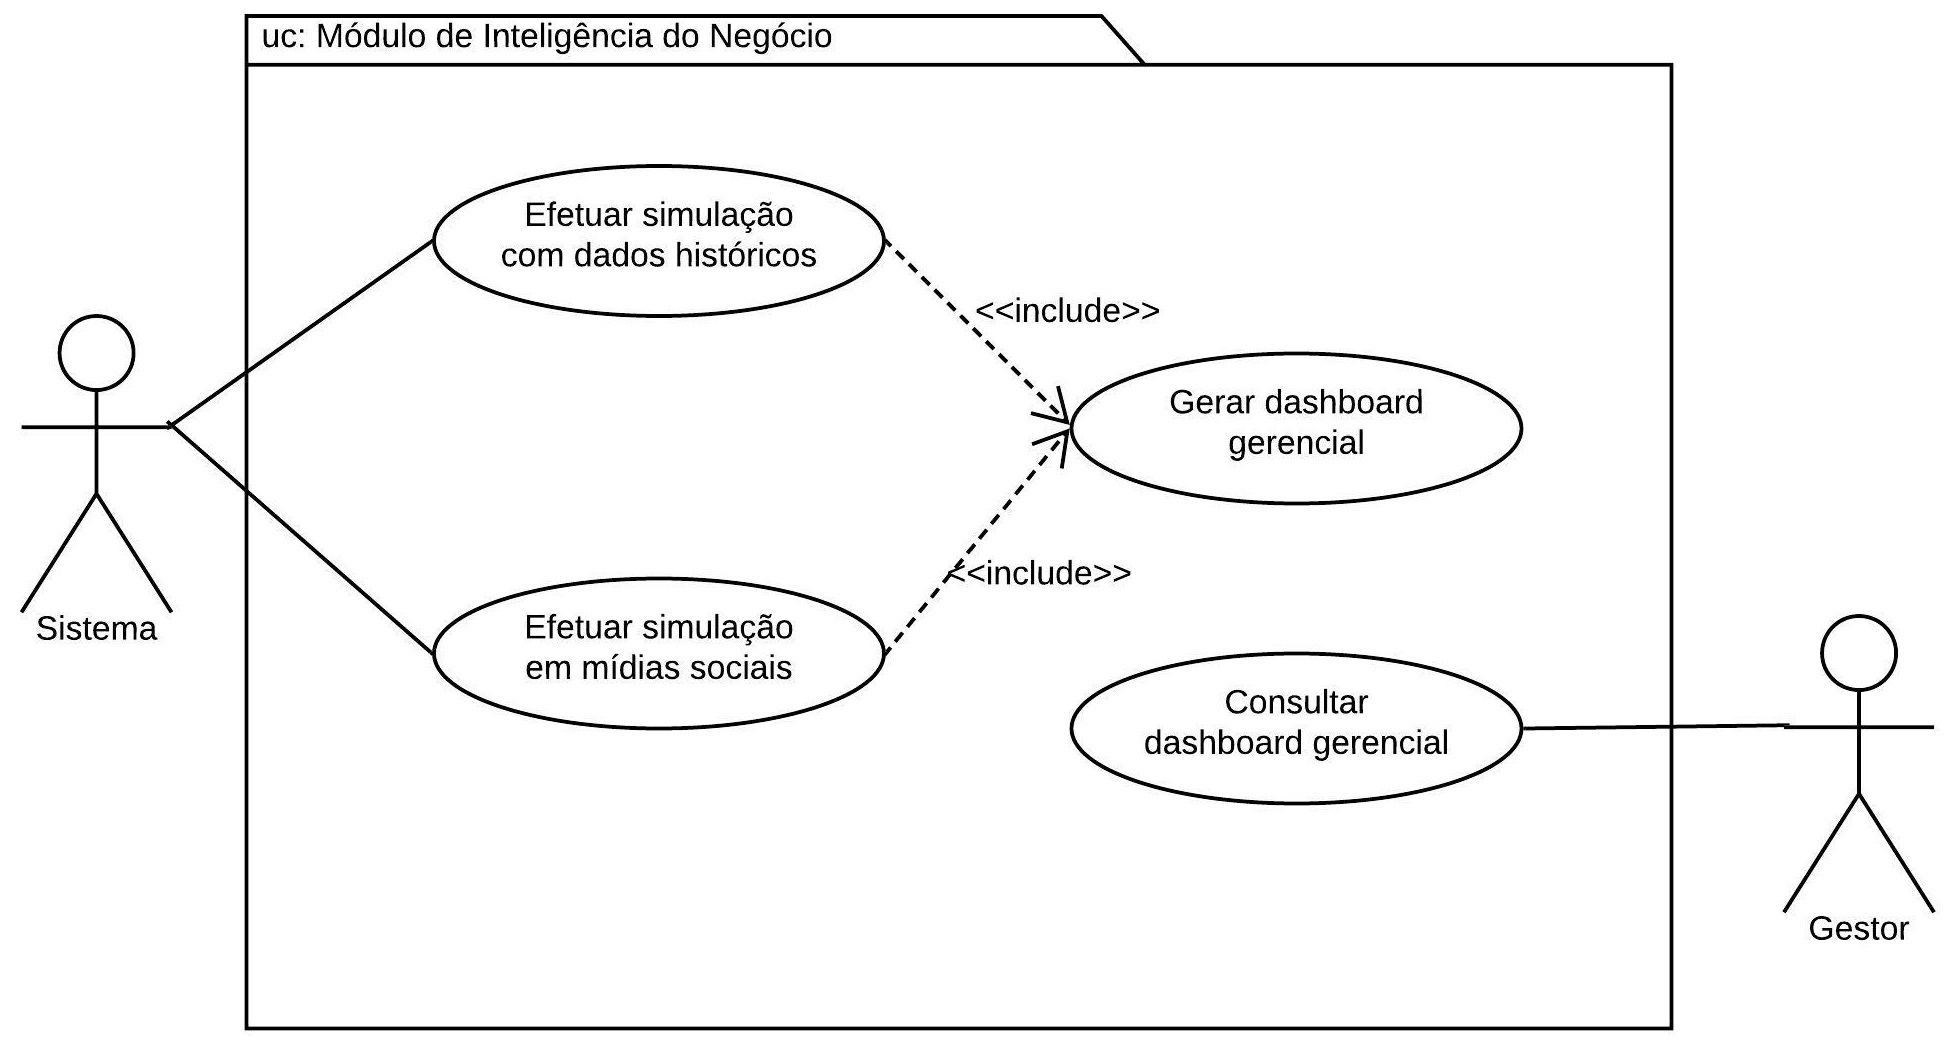 uc: Módulo de Inteligência do Negócio
Efetuar simulação
com dados históricos
<<include>>
Gerar dashboard
gerencial
<<include>>
Sistema
Efetuar simulação
em mídias sociais
Consultar
dashboard gerencial
Gestor